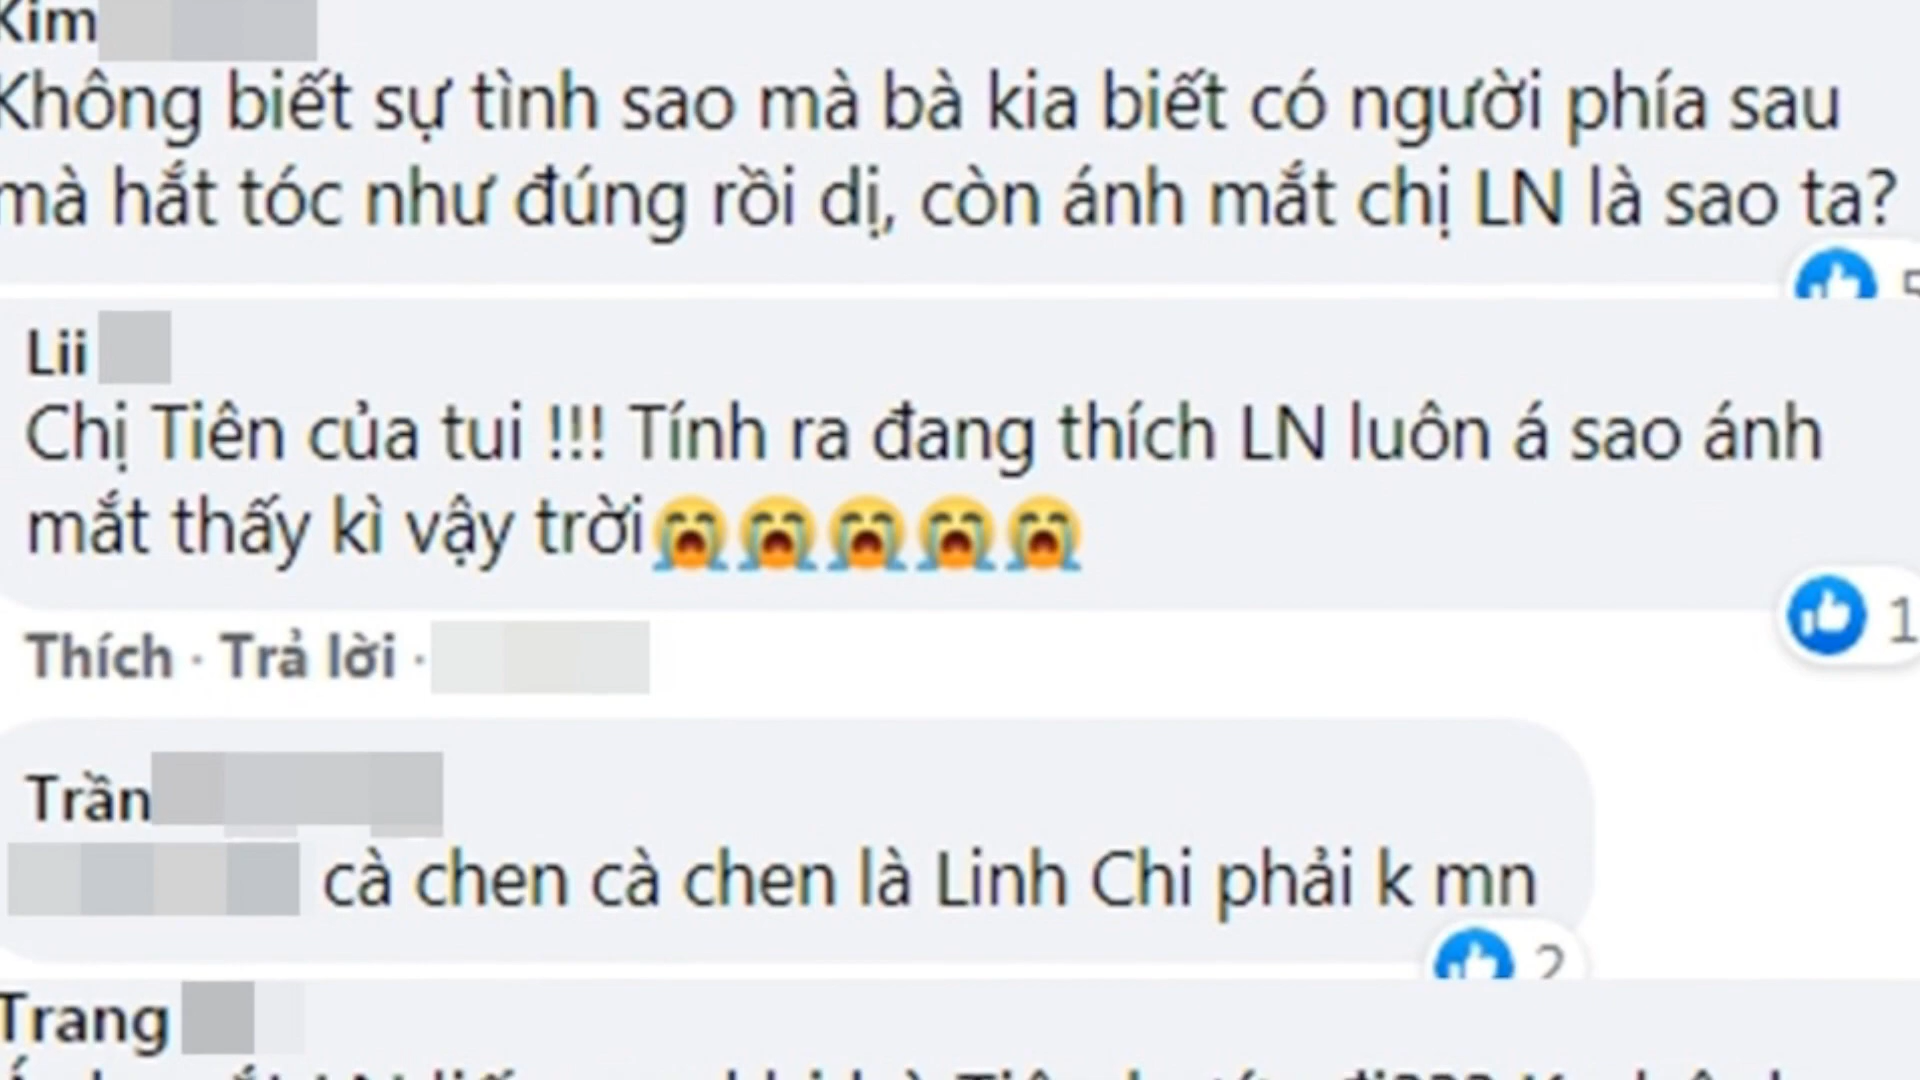 Kim
Không biết sự tình sao mà bà kia biết có người phía sau
mà hắt tóc như đúng rồi dị, còn ánh mắt chị LN là sao ta?
5
Lii
Chị Tiên của tui !!! Tính ra đang thích LN luôn á sao ánh
mắt thấy kì vậy trời😭😭😭😭😭
1
Thích · Trả lời ·
Trần
cà chen cà chen là Linh Chi phải k mn
2
Trang